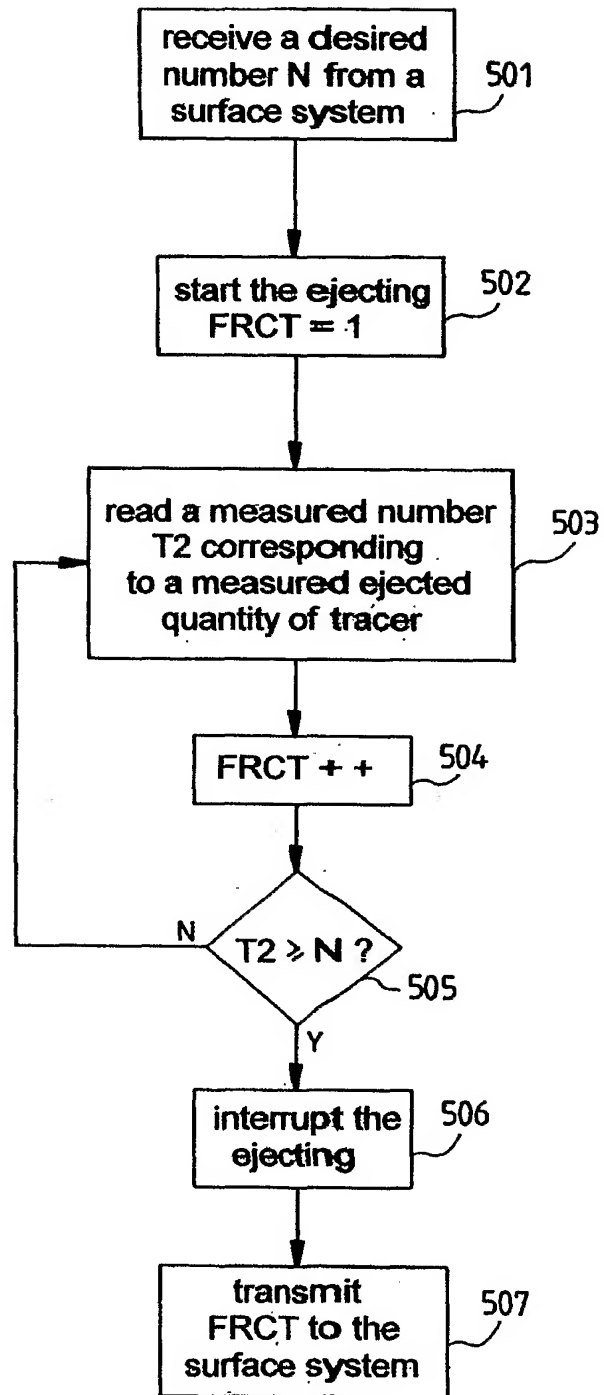 receive a desired
number N from a
surface system
501
start the ejecting
FRCT = 1
502
read a measured number
T2 corresponding
to a measured ejected
quantity of tracer
503
FRCT + +
504
N
T2 ⩾ N ?
505
Y
interrupt the
ejecting
506
transmit
FRCT to the
surface system
507